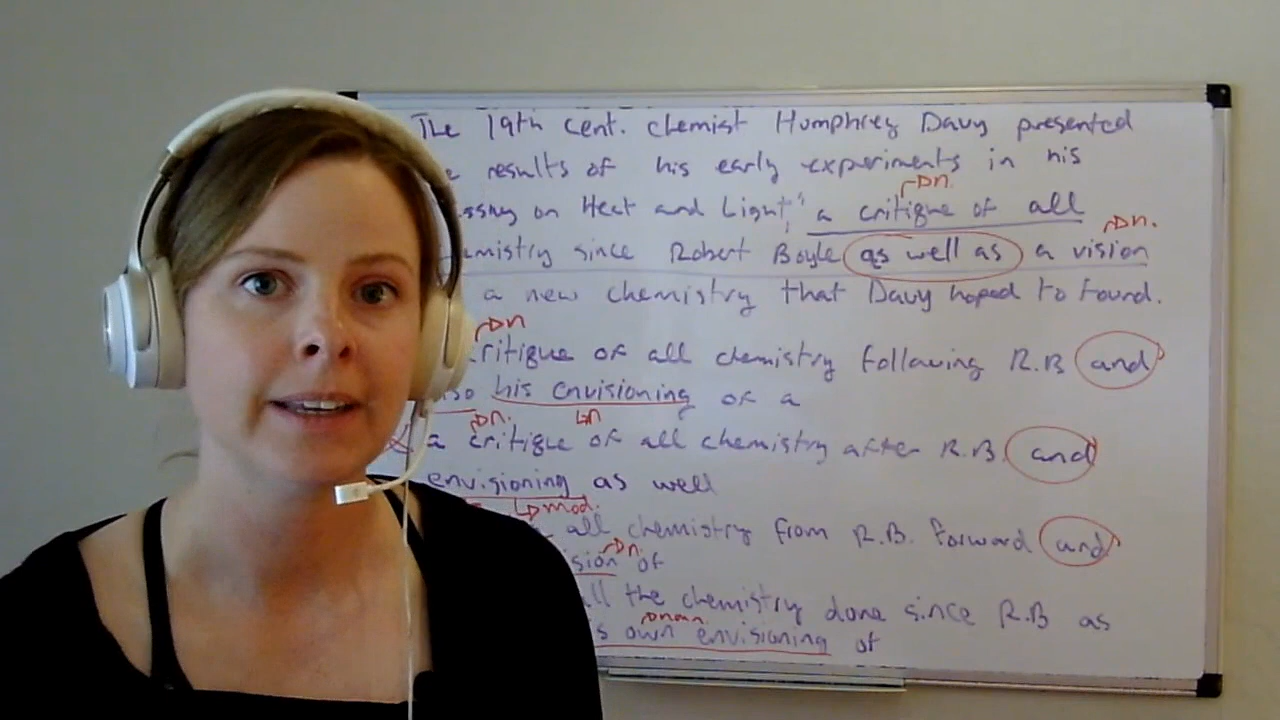 The 19th cent. chemist Humphrey Davy presented
results of his early experiments in his
on Heat and Light," a critique of all
since Robert Boyle as well as a vision
a new chemistry that Davy hoped to found.
critique of all chemistry following R.B and
his envisioning of a
a critique of all chemistry after R.B. and
envisioning as well
all chemistry from R.B. forward and
of
the chemistry done since R.B as
own envisioning of
n.
n.
n
n.
n
mod.
n.
noun